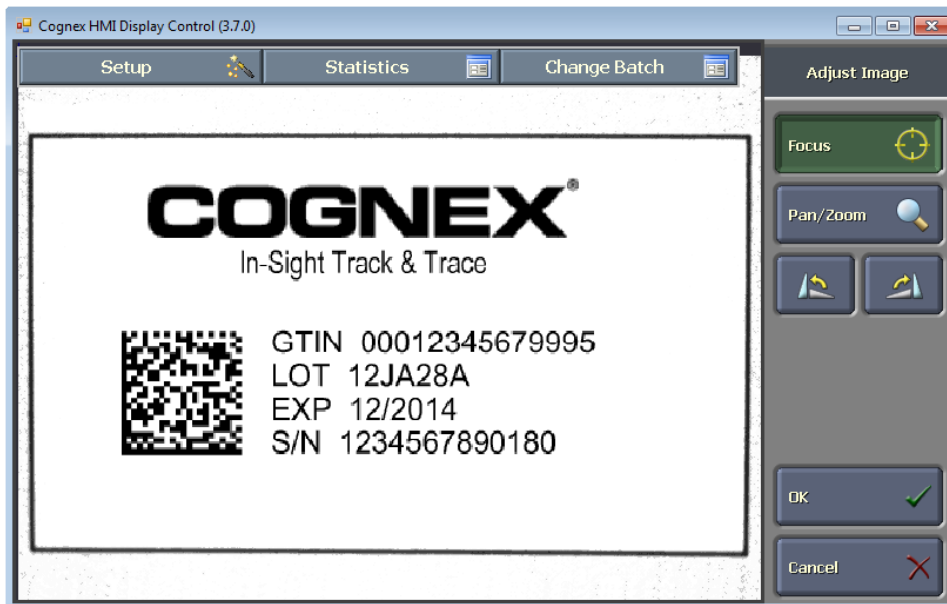 Cognex HMI Display Control (3.7.0)
Setup
Statistics
Change Batch
Adjust Image
COGNEX®
In-Sight Track & Trace
GTIN 00012345679995
LOT 12JA28A
EXP 12/2014
S/N 1234567890180
Focus
Pan/Zoom
OK
Cancel